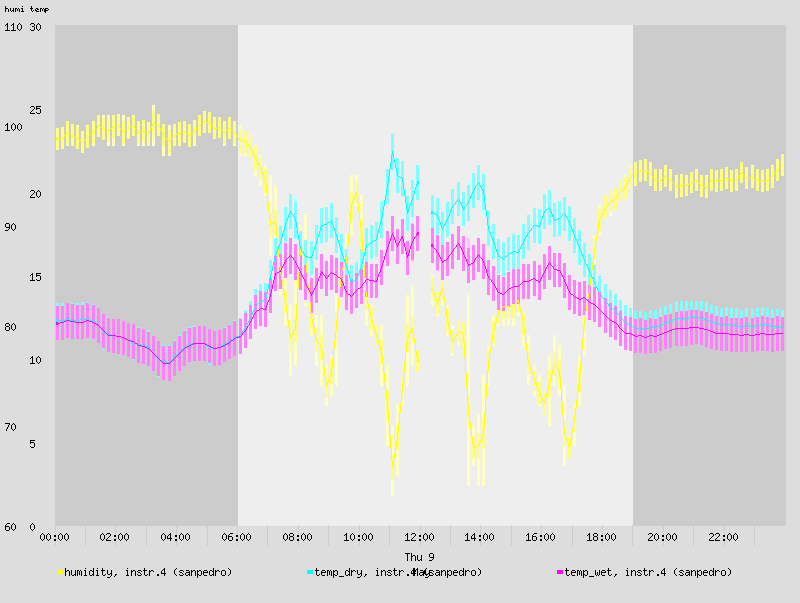 humi temp
110 30
25
100
20
90
15
80
10
70
5
60 0
00:00 02:00 04:00 06:00 08:00 10:00 12:00 14:00 16:00 18:00 20:00 22:00
Thu 9
May
humidity, instr.4 (sanpedro) temp_dry, instr.4 (sanpedro) temp_wet, instr.4 (sanpedro)